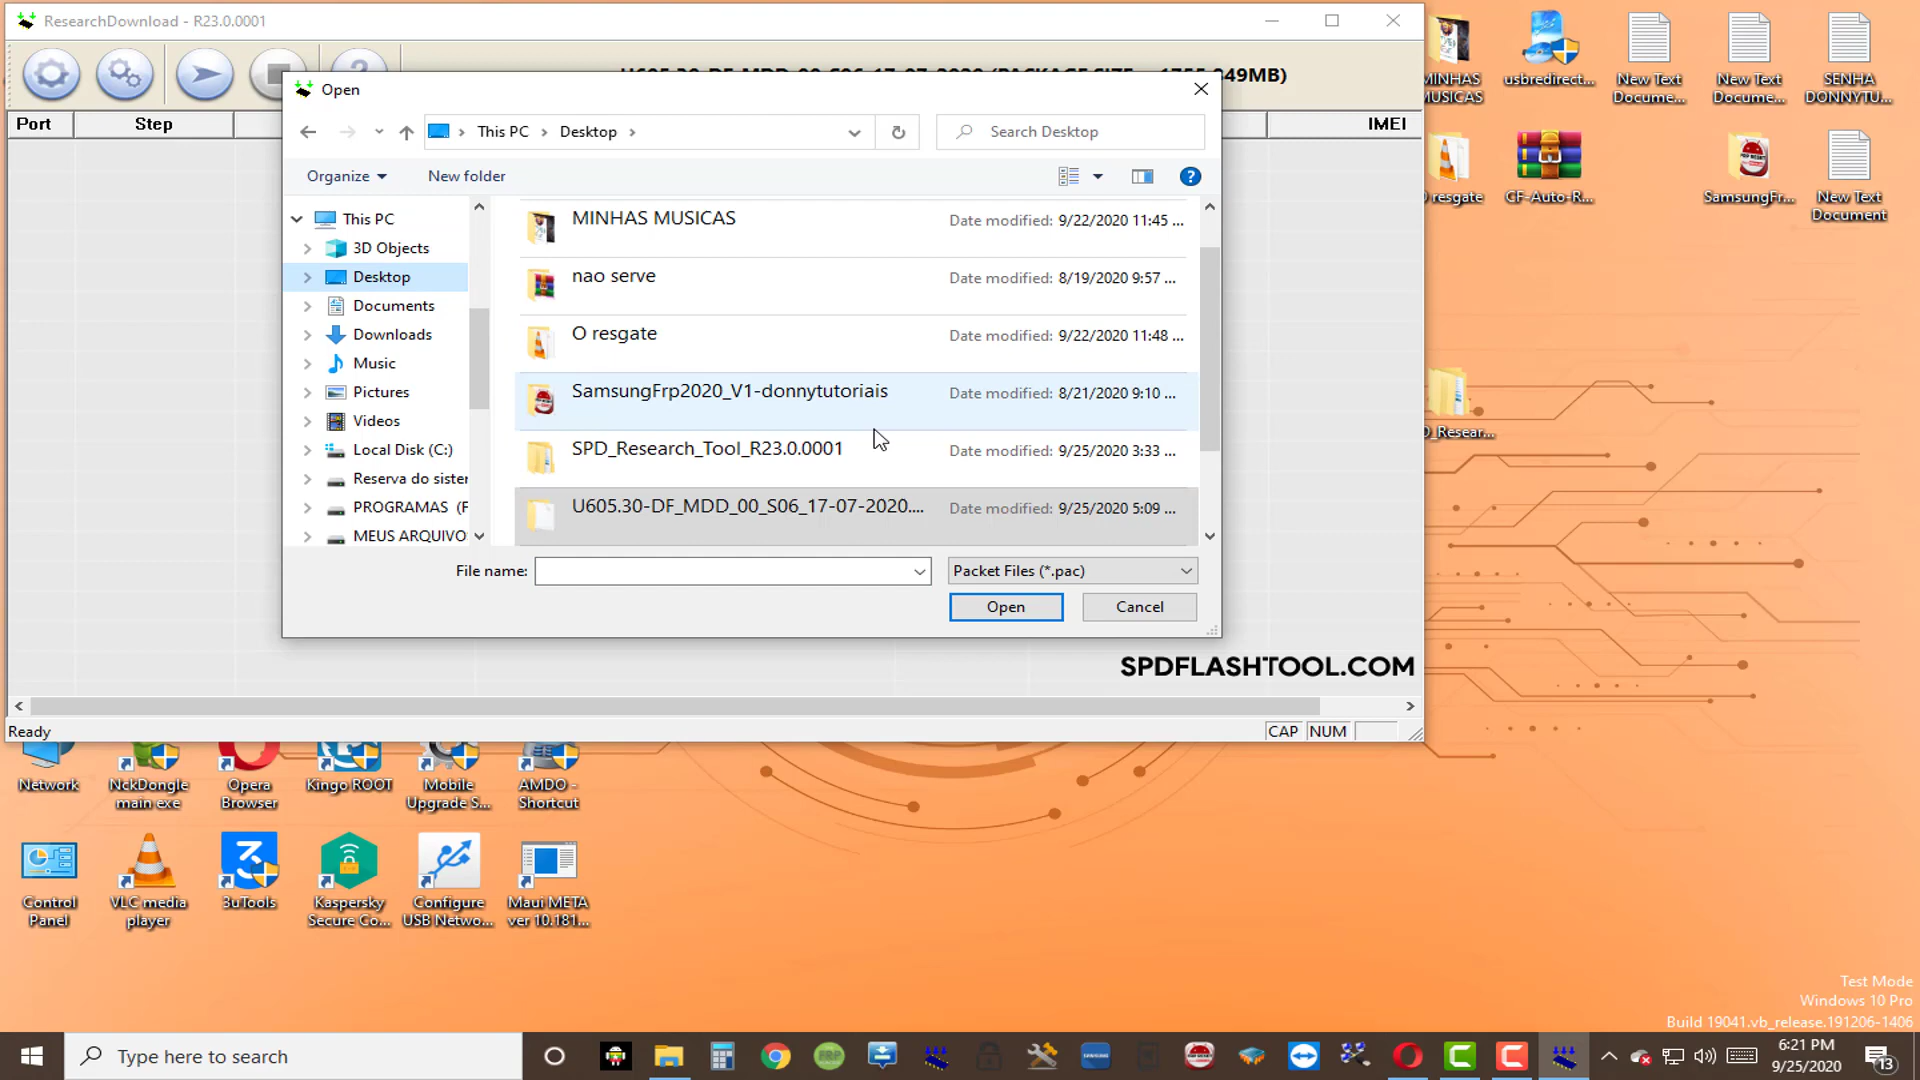 ResearchDownload - R23.0.0001
(PACKAGE SIZE
849MB)
Port
Step
IMEI
Open
This PC
Desktop
Search Desktop
Organize
New folder
This PC
3D Objects
Desktop
Documents
Downloads
Music
Pictures
Videos
Local Disk (C:)
Reserva do sister
PROGRAMAS (F
MEUS ARQUIVO
MINHAS MUSICAS
Date modified: 9/22/2020 11:45 ...
nao serve
Date modified: 8/19/2020 9:57 ...
O resgate
Date modified: 9/22/2020 11:48 ...
SamsungFrp2020_V1-donnytutoriais
Date modified: 8/21/2020 9:10 ...
SPD_Research_Tool_R23.0.0001
Date modified: 9/25/2020 3:33 ...
U605.30-DF_MDD_00_S06_17-07-2020....
Date modified: 9/25/2020 5:09 ...
File name:
Packet Files (*.pac)
Open
Cancel
SPDFLASHTOOL.COM
Ready
CAP
NUM
MINHAS
MUSICAS
usbredirect...
New Text
Docume...
New Text
Docume...
SENHA
DONNYTU...
resgate
CF-Auto-R...
SamsungFr...
New Text
Document
D_Resear...
Network
NckDongle
main exe
Opera
Browser
Kingo ROOT
Mobile
Upgrade S...
AMDO -
Shortcut
Control
Panel
VLC media
player
3uTools
Kaspersky
Secure Co...
Configure
USB Netwo...
Maui META
ver 10.181...
Test Mode
Windows 10 Pro
Build 19041.vb_release.191206-1406
Type here to search
6:21 PM
9/25/2020
13